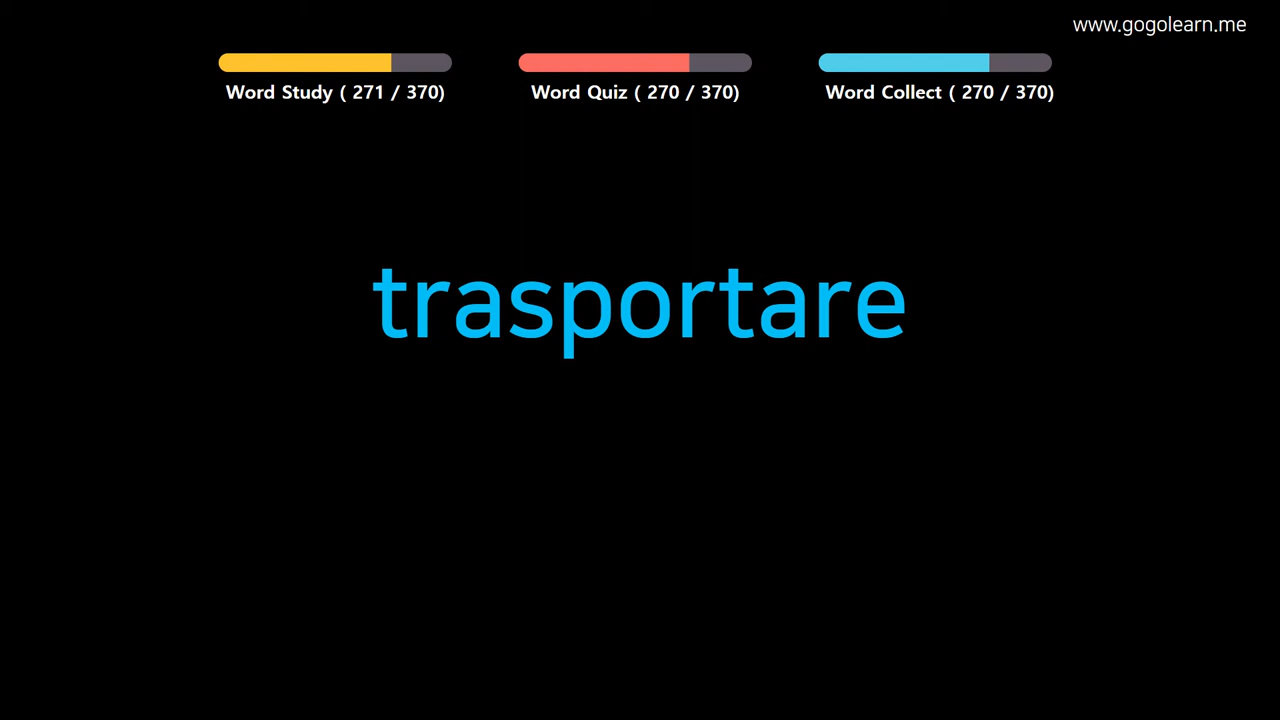 www.gogolearn.me
Word Study ( 271 / 370)
Word Quiz ( 270 / 370)
Word Collect ( 270 / 370)
trasportare